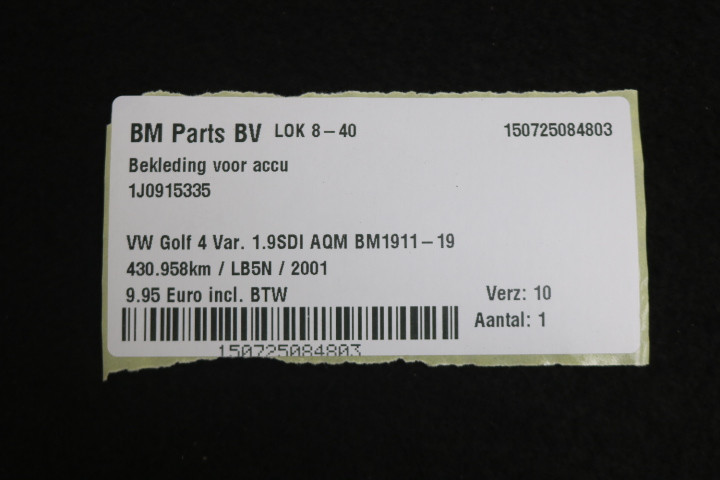 BM Parts BV LOK 8-40 150725084803
Bekleding voor accu
1J0915335
VW Golf 4 Var. 1.9SDI AQM BM1911-19
430.958km / LB5N / 2001
9.95 Euro incl. BTW Verz: 10
Aantal: 1
150725084803